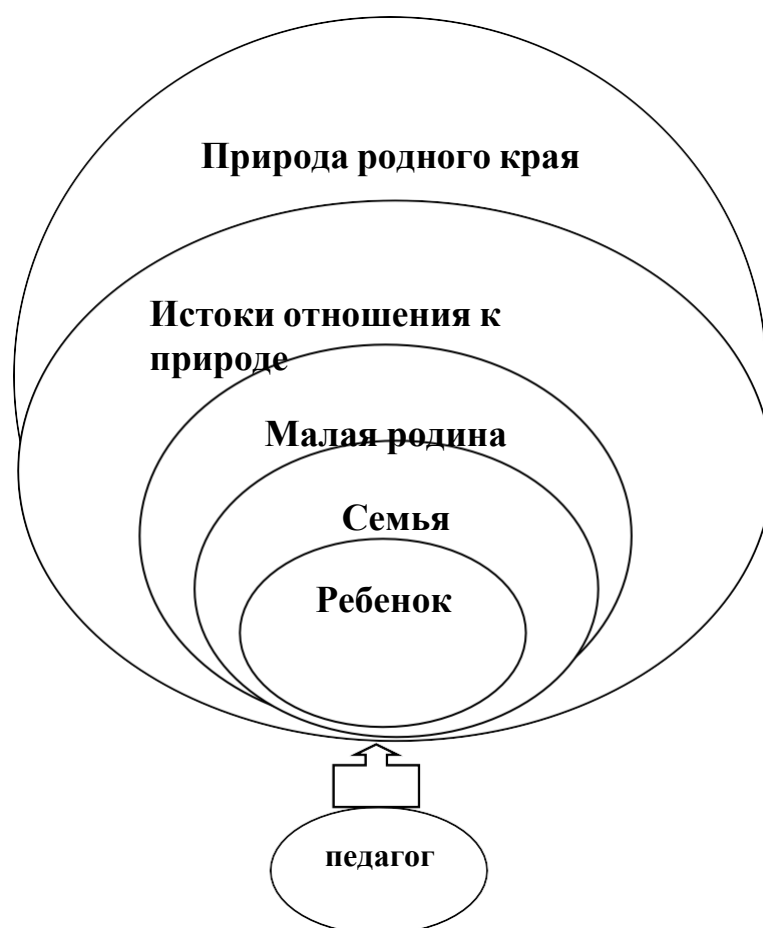 Природа родного края
Истоки отношения к
природе
Малая родина
Семья
Ребенок
педагог